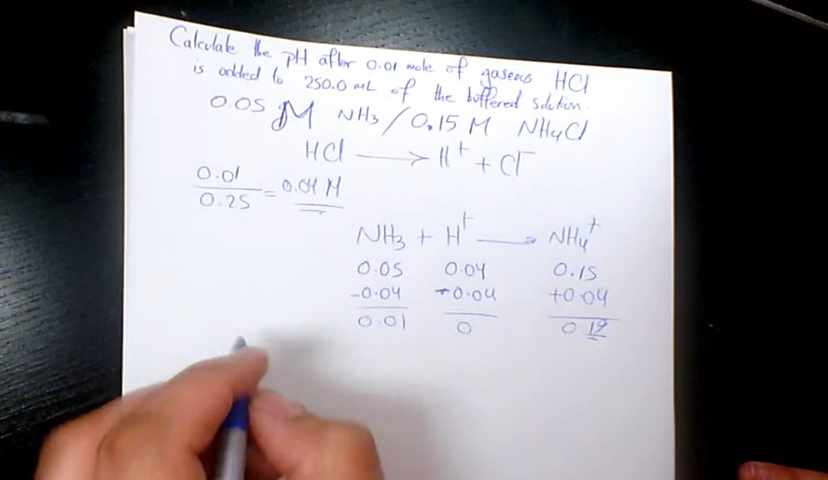 Calculate the pH after 0.01 mole of gaseous HCl
is added to 250.0 mL of the buffered solution.
0.05 M NH3 / 0.15 M NH4Cl
HCl ⟶ H+ + Cl-
0.01 / 0.25 = 0.04 M
NH3 + H+ ⟶ NH4+
0.05 0.04 0.15
-0.04 -0.04 +0.04
0.01 0 0.19